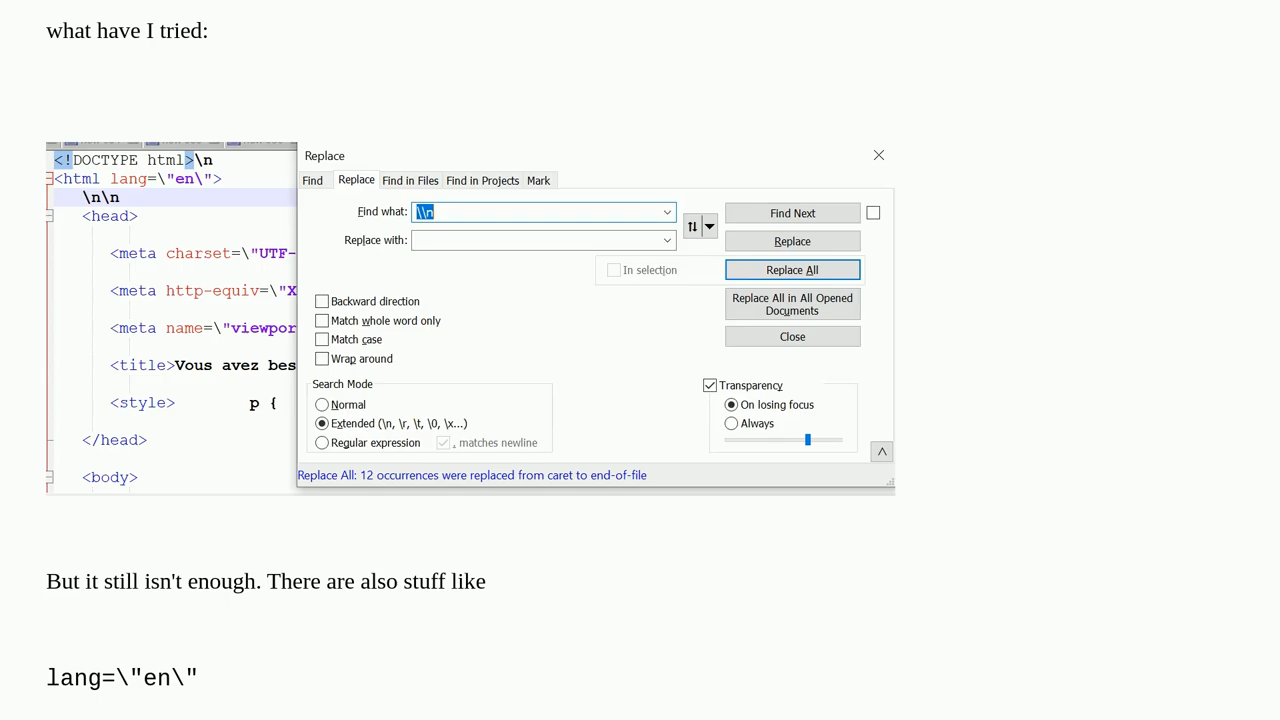 what have I tried:
<!DOCTYPE html>\n
<html lang=\"en\">
\n\n
<head>
<meta charset=\"UTF-
<meta http-equiv=\"X
<meta name=\"viewpor
<title>Vous avez bes
<style> p {
</head>
<body>
Replace
Find Replace Find in Files Find in Projects Mark
Find what: \\n Find Next
Replace with: Replace
In selection Replace All
Backward direction Replace All in All Opened
Match whole word only Documents
Match case Close
Wrap around
Search Mode Transparency
Normal On losing focus
Extended (\n, \r, \t, \0, \x...) Always
Regular expression . matches newline ^
Replace All: 12 occurrences were replaced from caret to end-of-file
But it still isn't enough. There are also stuff like
lang=\"en\"